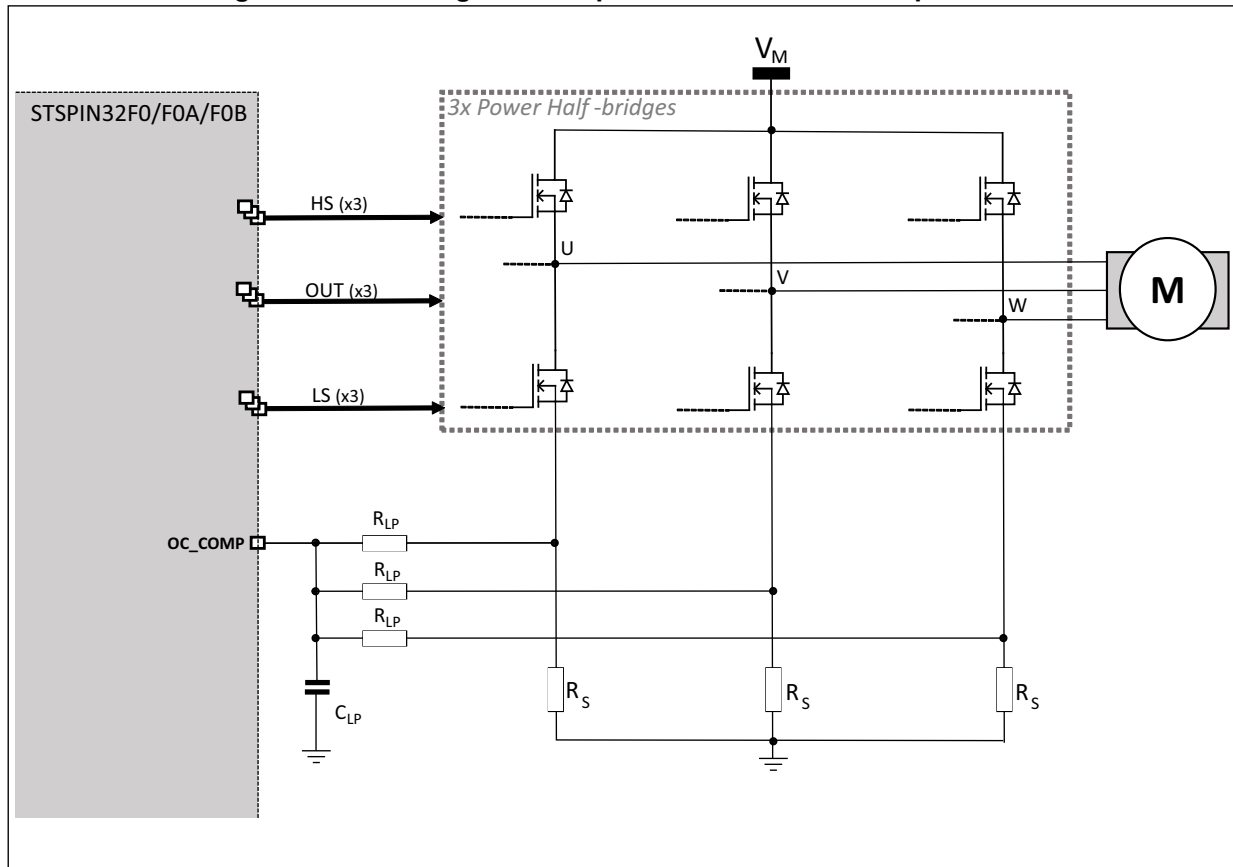 V_M
STSPIN32F0/F0A/F0B
3x Power Half -bridges
HS (x3)
U
OUT (x3)
V
M
W
LS (x3)
R_LP
OC_COMP
R_LP
R_LP
R_S
R_S
R_S
C_LP